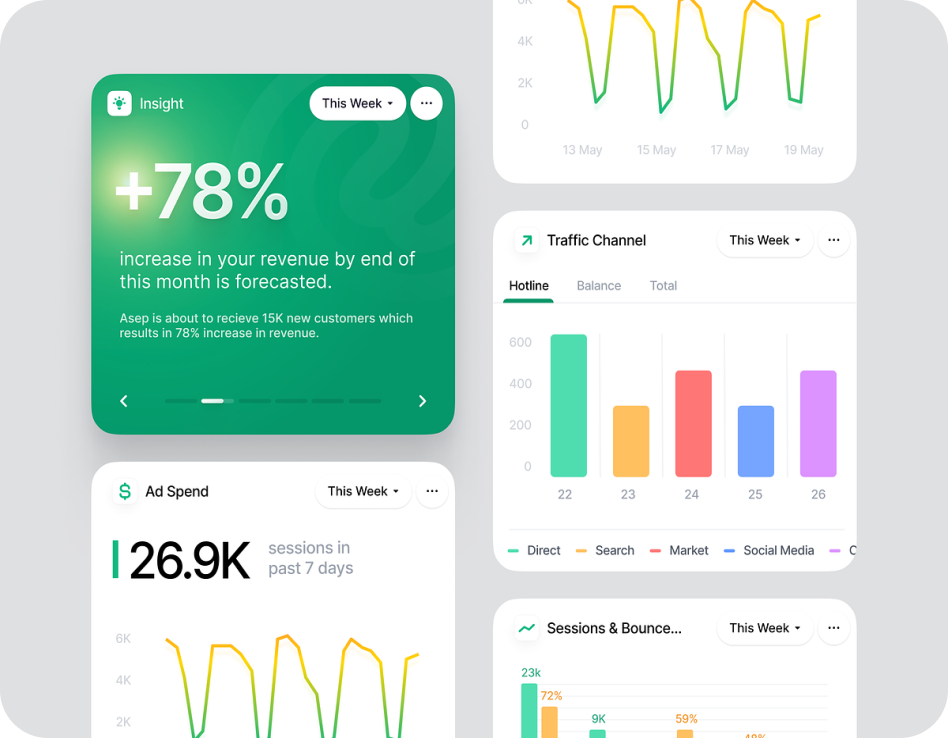 Insight
This Week
+78%
increase in your revenue by end of
this month is forecasted.
Asep is about to recieve 15K new customers which
results in 78% increase in revenue.
Ad Spend
This Week
26.9K
sessions in
past 7 days
6K
4K
2K
6K
4K
2K
0
13 May 15 May 17 May 19 May
Traffic Channel
This Week
Hotline Balance Total
600
400
200
0
22 23 24 25 26
Direct Search Market Social Media
Sessions & Bounce...
This Week
23k
72%
9K
59%
48%